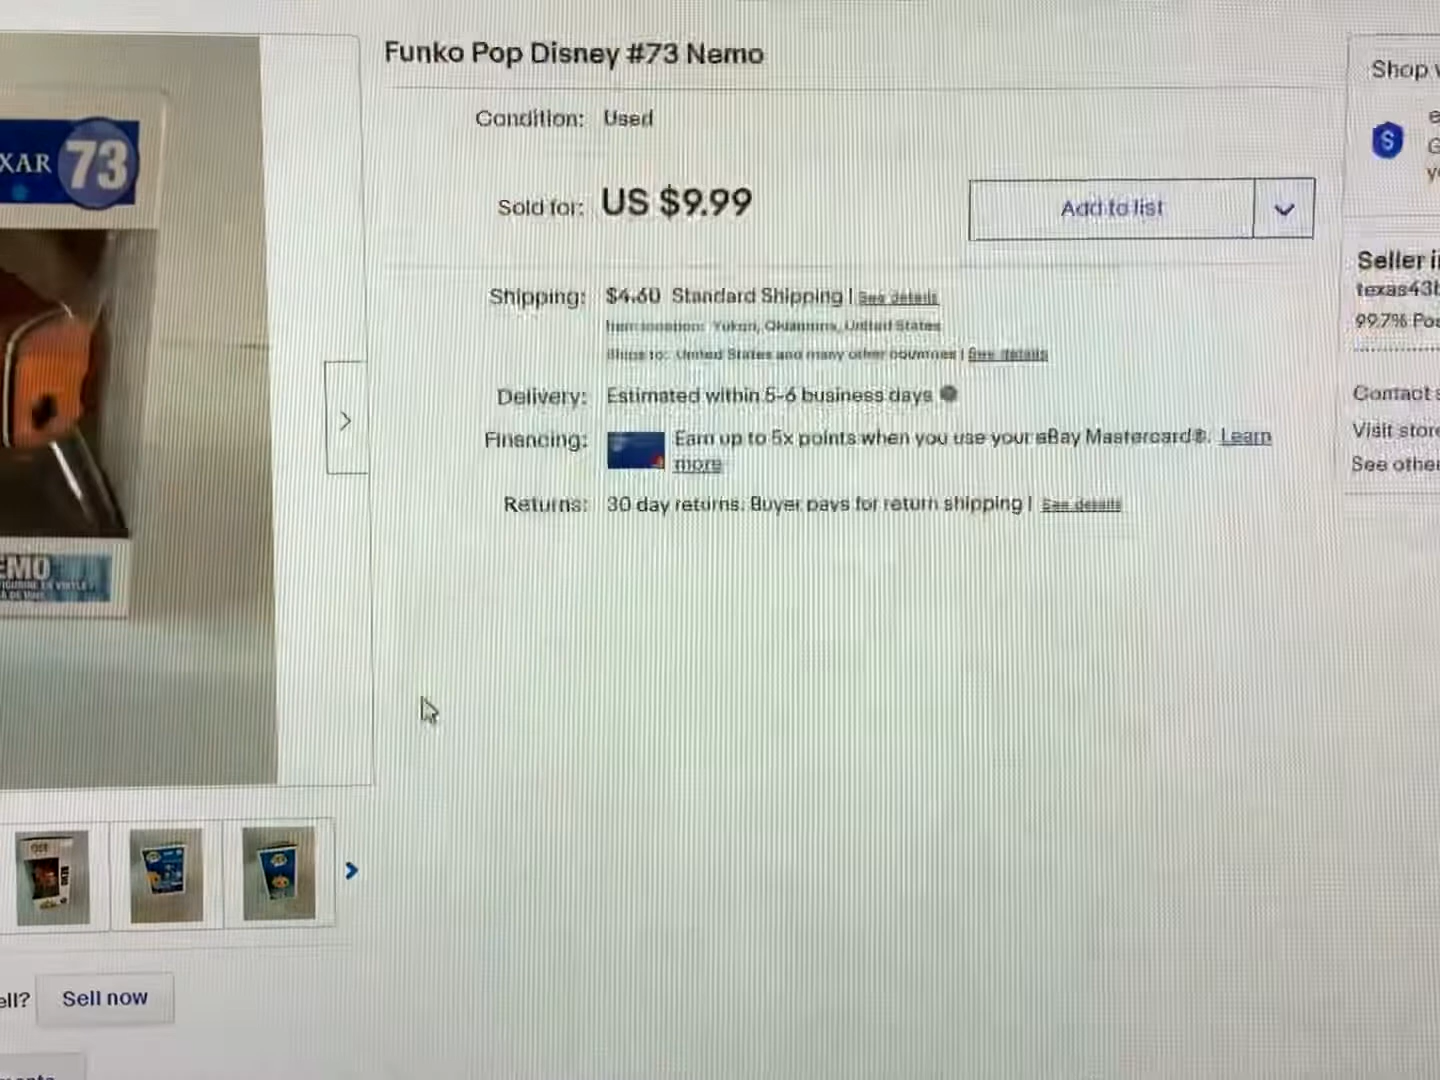 Funko Pop Disney #73 Nemo
Condition: Used
Sold for: US $9.99
Add to list
Shipping: $4.60 Standard Shipping | See details
Item location: Yukon, Oklahoma, United States
Ships to: United States and many other countries | See details
Delivery: Estimated within 5-6 business days
Financing: Earn up to 5x points when you use your eBay Mastercard®. Learn
more
Returns: 30 day returns. Buyer pays for return shipping | See details
Shop
S
Seller
texas43
99.7%
Contact
Visit store
See other
XAR 73
EMO
Sell now